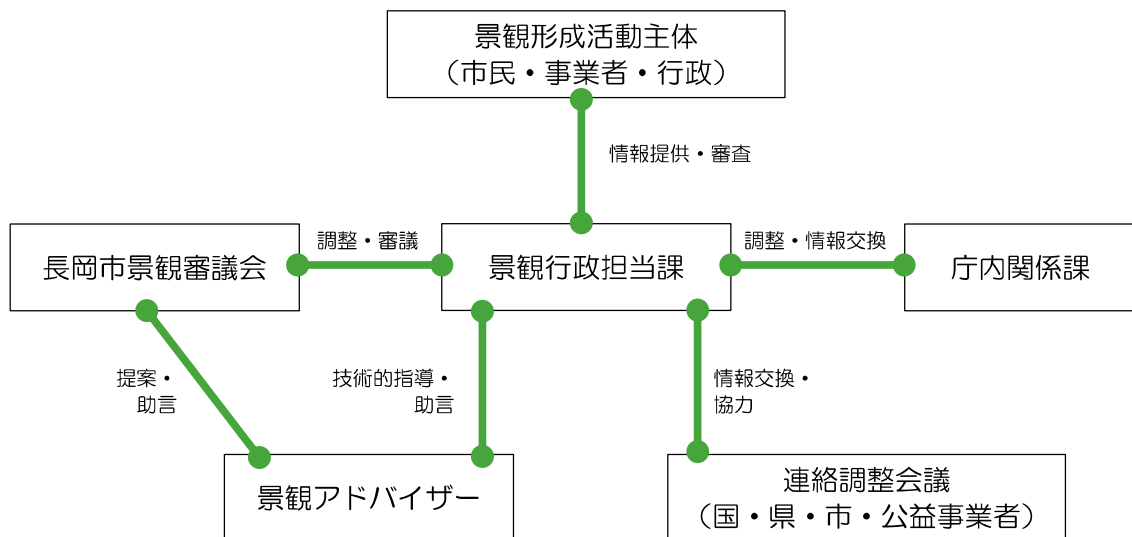 景観形成活動主体
（市民・事業者・行政）
情報提供・審査
長岡市景観審議会
調整・審議
景観行政担当課
調整・情報交換
庁内関係課
提案・
助言
技術的指導・
助言
情報交換・
協力
景観アドバイザー
連絡調整会議
（国・県・市・公益事業者）